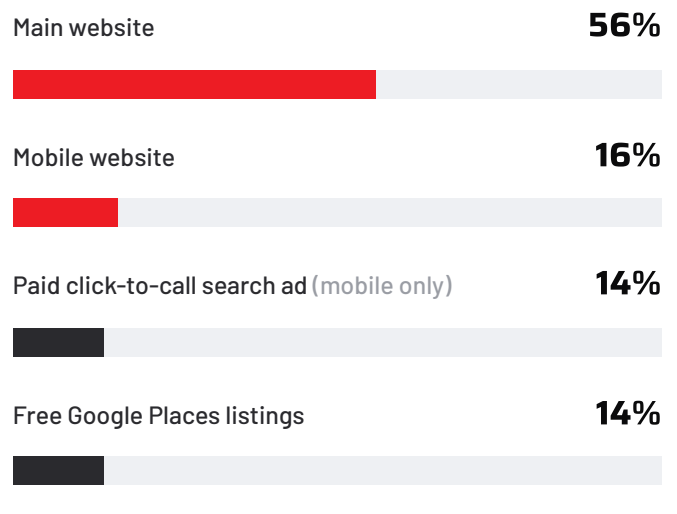 Main website 56%
Mobile website 16%
Paid click-to-call search ad (mobile only) 14%
Free Google Places listings 14%